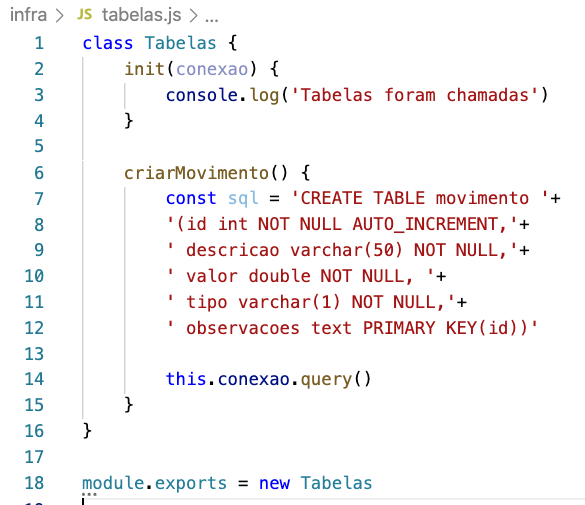 infra > JS tabelas.js > ...
1 class Tabelas {
2     init(conexao) {
3         console.log('Tabelas foram chamadas')
4     }
5
6     criarMovimento() {
7         const sql = 'CREATE TABLE movimento '+
8         '(id int NOT NULL AUTO_INCREMENT,'+
9         ' descricao varchar(50) NOT NULL,'+
10         ' valor double NOT NULL, '+
11         ' tipo varchar(1) NOT NULL,'+
12         ' observacoes text PRIMARY KEY(id))'
13
14         this.conexao.query()
15     }
16 }
17
18 module.exports = new Tabelas